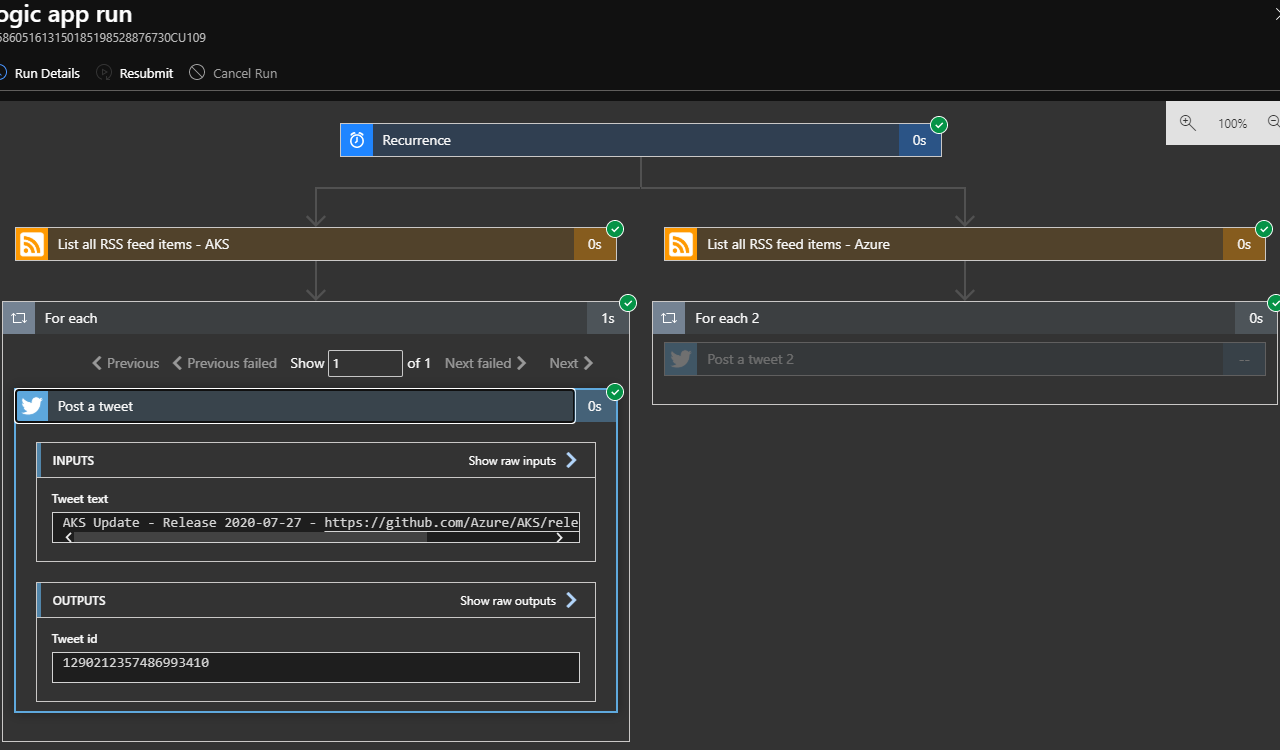 ogic app run
586051613150185198528876730CU109
Run Details Resubmit Cancel Run
100%
Recurrence 0s
List all RSS feed items - AKS 0s
List all RSS feed items - Azure 0s
For each 1s
For each 2 0s
Previous Previous failed Show 1 of 1 Next failed Next
Post a tweet 2 --
Post a tweet 0s
INPUTS Show raw inputs
Tweet text
AKS Update - Release 2020-07-27 - https://github.com/Azure/AKS/rele
OUTPUTS Show raw outputs
Tweet id
1290212357486993410